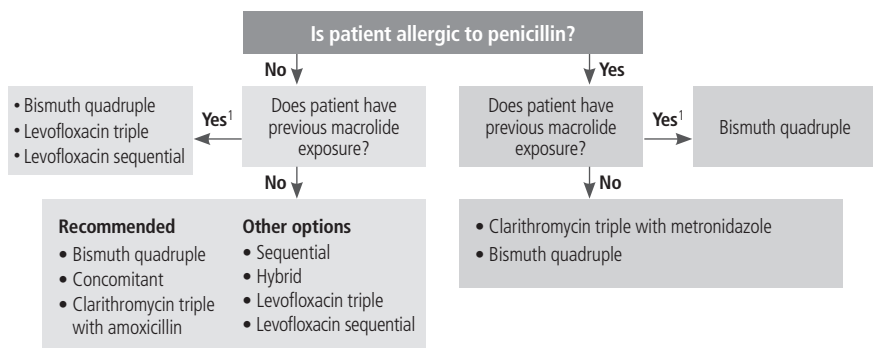 Is patient allergic to penicillin?
No
Yes
• Bismuth quadruple
• Levofloxacin triple
• Levofloxacin sequential
Yes1
Does patient have
previous macrolide
exposure?
Does patient have
previous macrolide
exposure?
Yes1
Bismuth quadruple
No
No
Recommended
• Bismuth quadruple
• Concomitant
• Clarithromycin triple
with amoxicillin
Other options
• Sequential
• Hybrid
• Levofloxacin triple
• Levofloxacin sequential
• Clarithromycin triple with metronidazole
• Bismuth quadruple